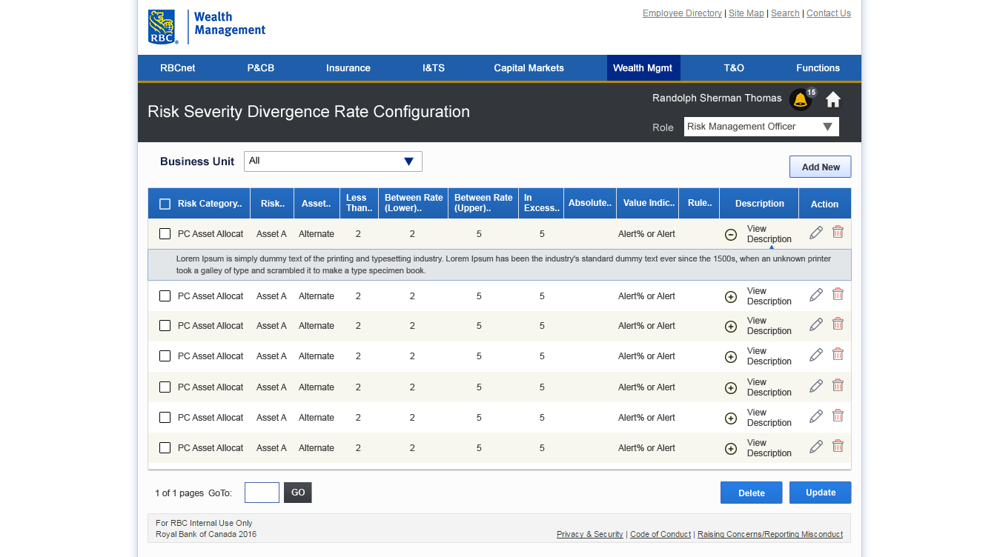 Employee Directory | Site Map | Search | Contact Us
RBC®
Wealth
Management
RBCnet P&CB Insurance I&TS Capital Markets Wealth Mgmt T&O Functions
Risk Severity Divergence Rate Configuration
Randolph Sherman Thomas 15
Role Risk Management Officer
Business Unit All
Add New
Risk Category.. Risk.. Asset.. Less Than.. Between Rate (Lower).. Between Rate (Upper).. In Excess.. Absolute.. Value Indic.. Rule.. Description Action
PC Asset Allocat Asset A Alternate 2 2 5 5 Alert% or Alert View Description
Lorem Ipsum is simply dummy text of the printing and typesetting industry. Lorem Ipsum has been the industry's standard dummy text ever since the 1500s, when an unknown printer
took a galley of type and scrambled it to make a type specimen book.
PC Asset Allocat Asset A Alternate 2 2 5 5 Alert% or Alert View Description
PC Asset Allocat Asset A Alternate 2 2 5 5 Alert% or Alert View Description
PC Asset Allocat Asset A Alternate 2 2 5 5 Alert% or Alert View Description
PC Asset Allocat Asset A Alternate 2 2 5 5 Alert% or Alert View Description
PC Asset Allocat Asset A Alternate 2 2 5 5 Alert% or Alert View Description
PC Asset Allocat Asset A Alternate 2 2 5 5 Alert% or Alert View Description
1 of 1 pages GoTo: GO Delete Update
For RBC Internal Use Only
Royal Bank of Canada 2016
Privacy & Security | Code of Conduct | Raising Concerns/Reporting Misconduct